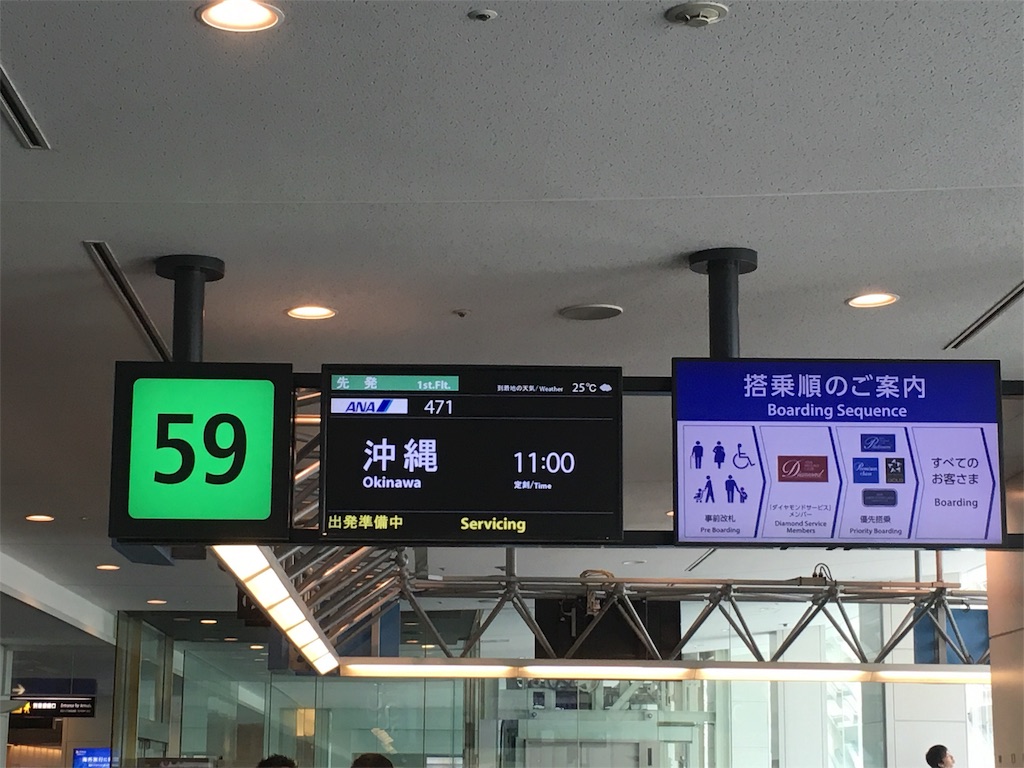 59
先発 1st.Flt.
到着地の天気/Weather 25℃
ANA 471
沖縄
Okinawa
11:00
定刻/Time
出発準備中 Servicing
搭乗順のご案内
Boarding Sequence
事前改札
Pre Boarding
Diamond
「ダイヤモンドサービス」
メンバー
Diamond Service
Members
Platinum
Premium
class
GOLD
優先搭乗
Priority Boarding
すべての
お客さま
Boarding